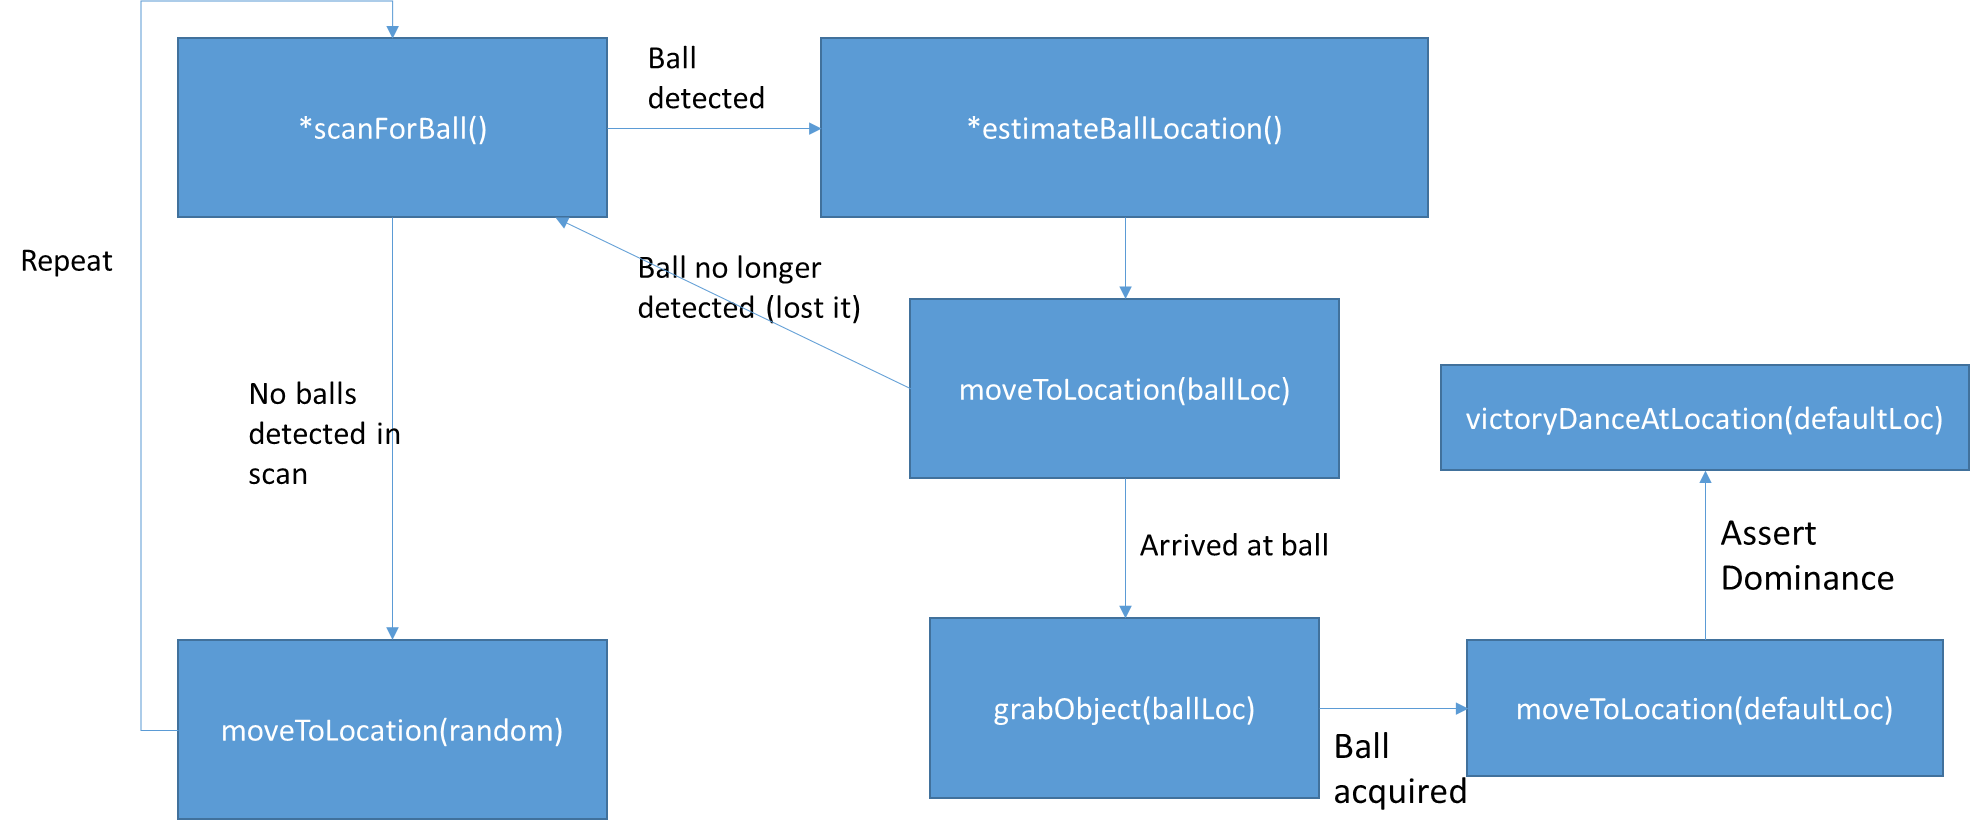 *scanForBall()
Ball
detected
*estimateBallLocation()
Repeat
Ball no longer
detected (lost it)
No balls
detected in
scan
moveToLocation(ballLoc)
victoryDanceAtLocation(defaultLoc)
Arrived at ball
Assert
Dominance
moveToLocation(random)
grabObject(ballLoc)
Ball
acquired
moveToLocation(defaultLoc)